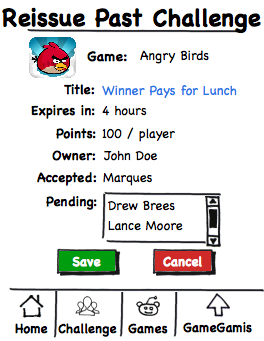 Reissue Past Challenge
Game: Angry Birds
Title: Winner Pays for Lunch
Expires in: 4 hours
Points: 100 / player
Owner: John Doe
Accepted: Marques
Pending: Drew Brees
Lance Moore
Save Cancel
Home Challenge Games GameGamis